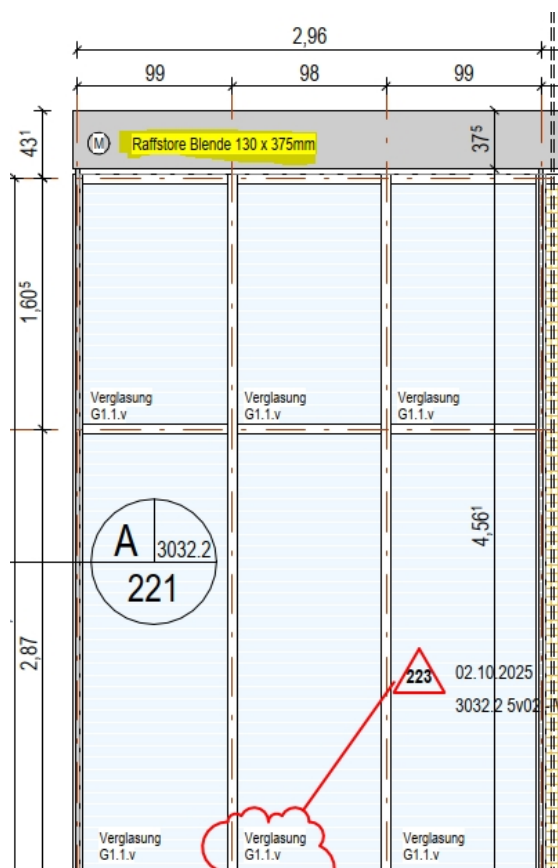 2,96
99
98
99
43¹
M
Raffstore Blende 130 x 375mm
37⁵
1,60⁵
Verglasung
G1.1.v
Verglasung
G1.1.v
Verglasung
G1.1.v
A
3032.2
221
4,56¹
2,87
223
02.10.2025
3032.2 5v02
Verglasung
G1.1.v
Verglasung
G1.1.v
Verglasung
G1.1.v